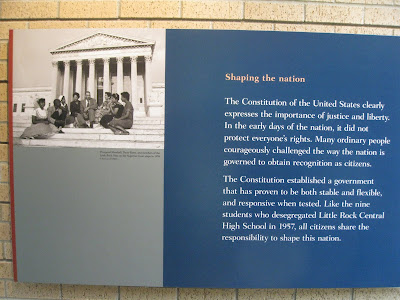 Shaping the nation
The Constitution of the United States clearly
expresses the importance of justice and liberty.
In the early days of the nation, it did not
protect everyone's rights. Many ordinary people
courageously challenged the way the nation is
governed to obtain recognition as citizens.
The Constitution established a government
that has proven to be both stable and flexible,
and responsive when tested. Like the nine
students who desegregated Little Rock Central
High School in 1957, all citizens share the
responsibility to shape this nation.